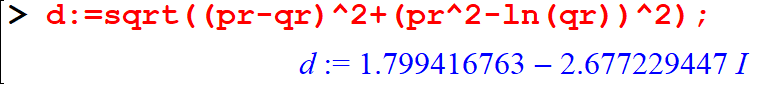 > d:=sqrt((pr-qr)^2+(pr^2-ln(qr))^2);
d := 1.799416763 − 2.677229447 I